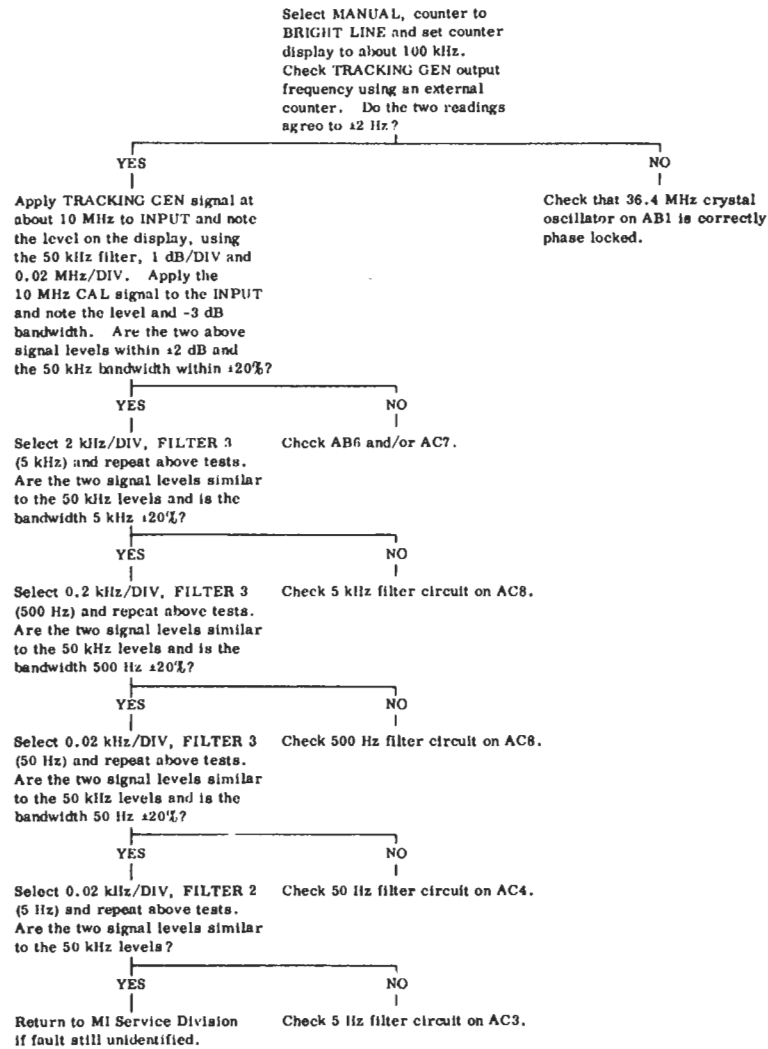 Select MANUAL, counter to
BRIGHT LINE and set counter
display to about 100 kHz.
Check TRACKING GEN output
frequency using an external
counter. Do the two readings
agreo to ±2 Hz?
YES
NO
Apply TRACKING GEN signal at
about 10 MHz to INPUT and note
the level on the display, using
the 50 kHz filter, 1 dB/DIV and
0.02 MHz/DIV. Apply the
10 MHz CAL signal to the INPUT
and note the level and -3 dB
bandwidth. Are the two above
signal levels within ±2 dB and
the 50 kHz bandwidth within ±20%?
Check that 36.4 MHz crystal
oscillator on AB1 is correctly
phase locked.
YES
NO
Select 2 kHz/DIV, FILTER 3
(5 kHz) and repeat above tests.
Are the two signal levels similar
to the 50 kHz levels and is the
bandwidth 5 kHz ±20%?
Check AB6 and/or AC7.
YES
NO
Select 0.2 kHz/DIV, FILTER 3
(500 Hz) and repeat above tests.
Are the two signal levels similar
to the 50 kHz levels and is the
bandwidth 500 Hz ±20%?
Check 5 kHz filter circuit on AC8.
YES
NO
Select 0.02 kHz/DIV, FILTER 3
(50 Hz) and repeat above tests.
Are the two signal levels similar
to the 50 kHz levels and is the
bandwidth 50 Hz ±20%?
Check 500 Hz filter circuit on AC8.
YES
NO
Select 0.02 kHz/DIV, FILTER 2
(5 Hz) and repeat above tests.
Are the two signal levels similar
to the 50 kHz levels?
Check 50 Hz filter circuit on AC4.
YES
NO
Return to MI Service Division
if fault still unidentified.
Check 5 Hz filter circuit on AC3.